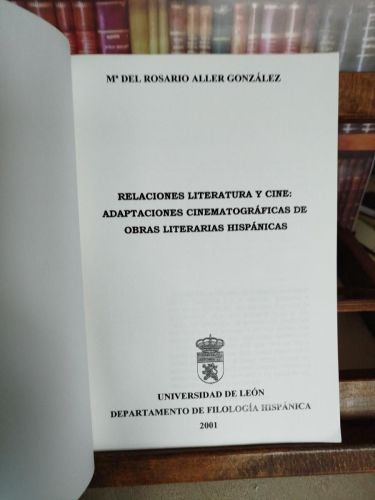 Mª DEL ROSARIO ALLER GONZÁLEZ
RELACIONES LITERATURA Y CINE:
ADAPTACIONES CINEMATOGRÁFICAS DE
OBRAS LITERARIAS HISPÁNICAS
UNIVERSIDAD DE LEÓN
DEPARTAMENTO DE FILOLOGÍA HISPÁNICA
2001